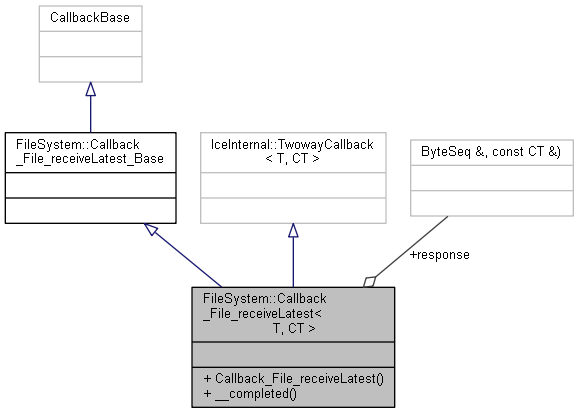 CallbackBase
FileSystem::Callback
_File_receiveLatest_Base
IceInternal::TwowayCallback
< T, CT >
ByteSeq &, const CT &)
+response
FileSystem::Callback
_File_receiveLatest<
T, CT >
+ Callback_File_receiveLatest()
+ __completed()